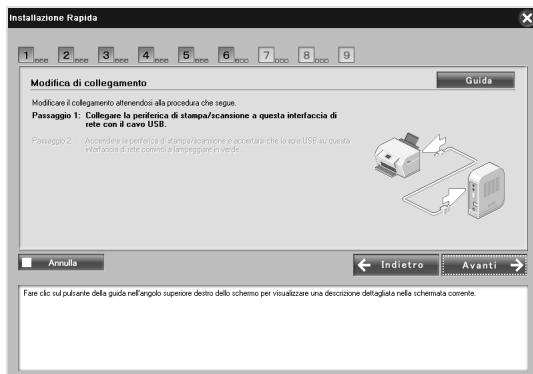 Installazione Rapida
1 2 3 4 5 6 7 8 9
Modifica di collegamento
Guida
Modificare il collegamento attenendosi alla procedura che segue.
Passaggio 1: Collegare la periferica di stampa/scansione a questa interfaccia di
rete con il cavo USB.
Passaggio 2: Accendere la periferica di stampa/scansione e accertarsi che la spia USB su questa
interfaccia di rete cominci a lampeggiare in verde.
Annulla
Indietro
Avanti
Fare clic sul pulsante della guida nell'angolo superiore destro dello schermo per visualizzare una descrizione dettagliata nella schermata corrente.